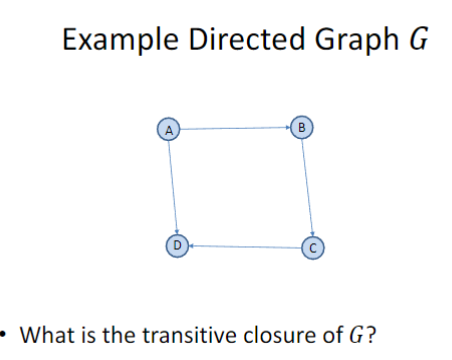 Example Directed Graph G
A
B
D
C
• What is the transitive closure of G?